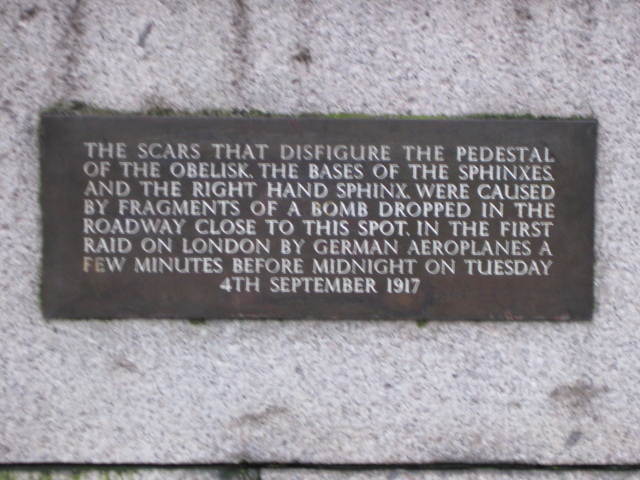 THE SCARS THAT DISFIGURE THE PEDESTAL
OF THE OBELISK, THE BASES OF THE SPHINXES,
AND THE RIGHT HAND SPHINX, WERE CAUSED
BY FRAGMENTS OF A BOMB DROPPED IN THE
ROADWAY CLOSE TO THIS SPOT, IN THE FIRST
RAID ON LONDON BY GERMAN AEROPLANES A
FEW MINUTES BEFORE MIDNIGHT ON TUESDAY
4TH SEPTEMBER 1917